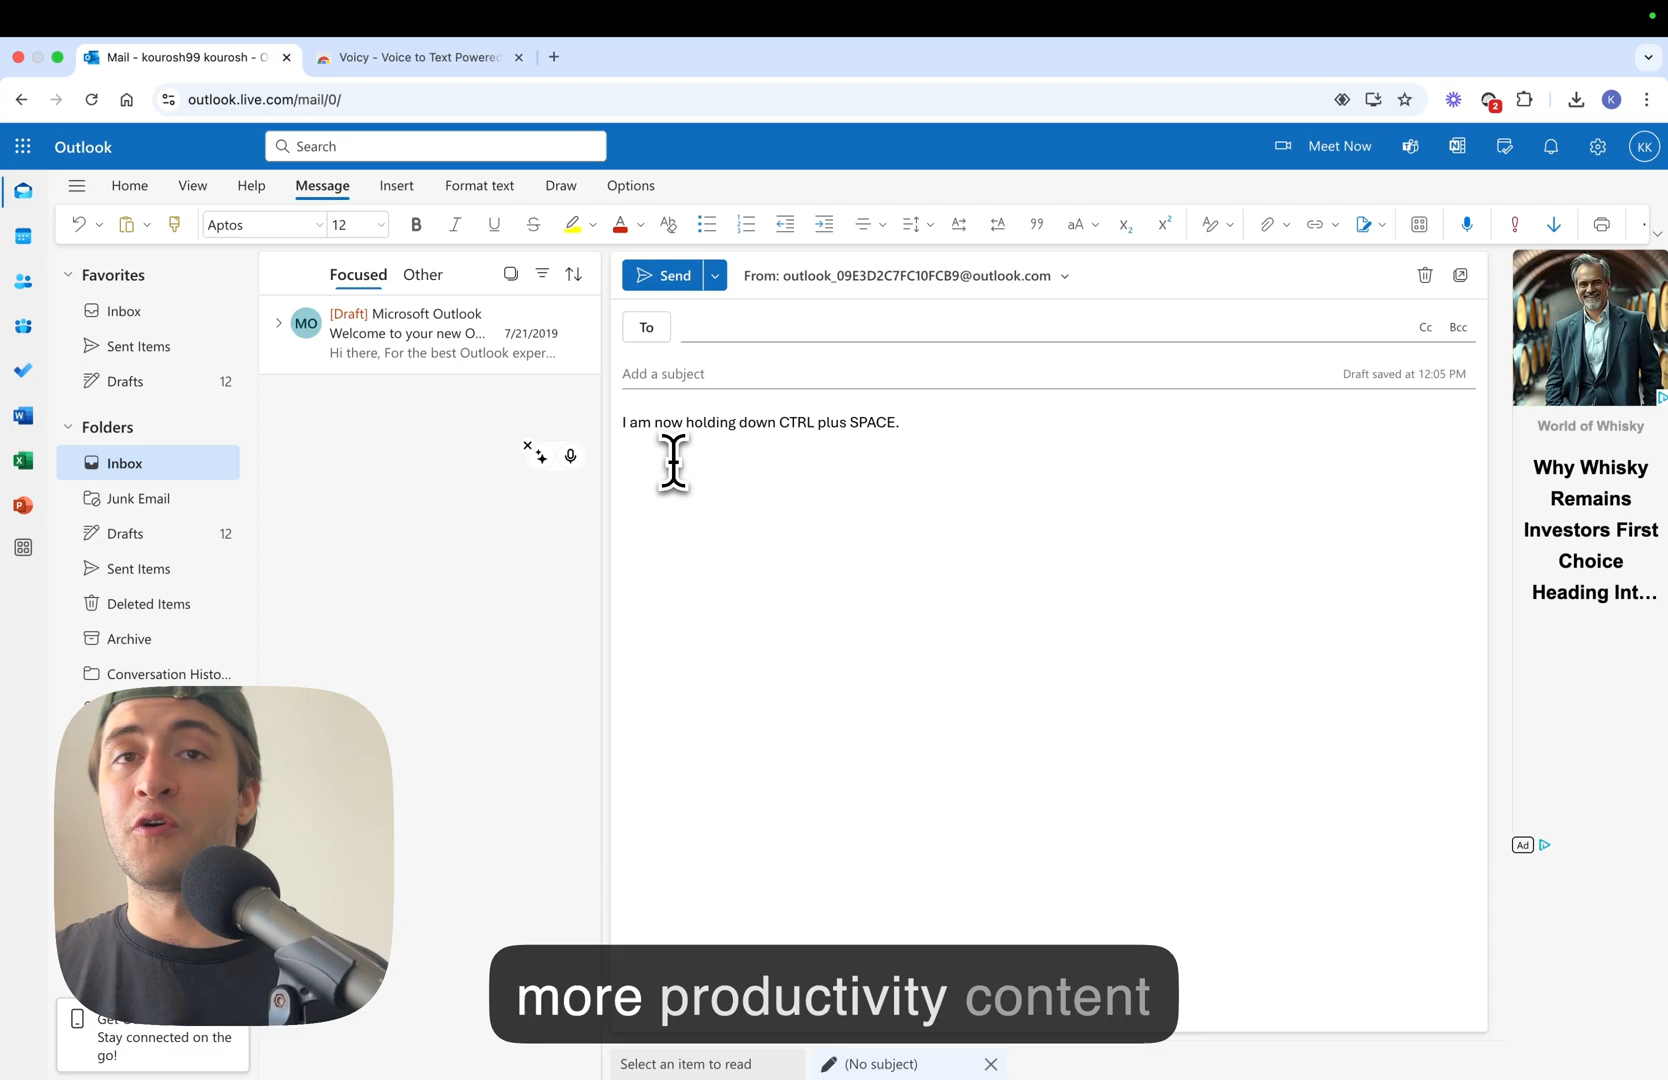 Mail - kourosh99 kourosh - O
Voicy - Voice to Text Powered
outlook.live.com/mail/0/
2
K
Outlook
Search
Meet Now
KK
Home
View
Help
Message
Insert
Format text
Draw
Options
Aptos
12
Favorites
Inbox
Sent Items
Drafts 12
Folders
Inbox
Junk Email
Drafts 12
Sent Items
Deleted Items
Archive
Conversation Histo...
Stay connected on the
go!
Focused
Other
MO
[Draft] Microsoft Outlook
Welcome to your new O... 7/21/2019
Hi there, For the best Outlook exper...
Send
From: outlook_09E3D2C7FC10FCB9@outlook.com
To
Cc Bcc
Add a subject
Draft saved at 12:05 PM
I am now holding down CTRL plus SPACE.
World of Whisky
Why Whisky
Remains
Investors First
Choice
Heading Int...
Ad
more productivity content
Select an item to read
(No subject)